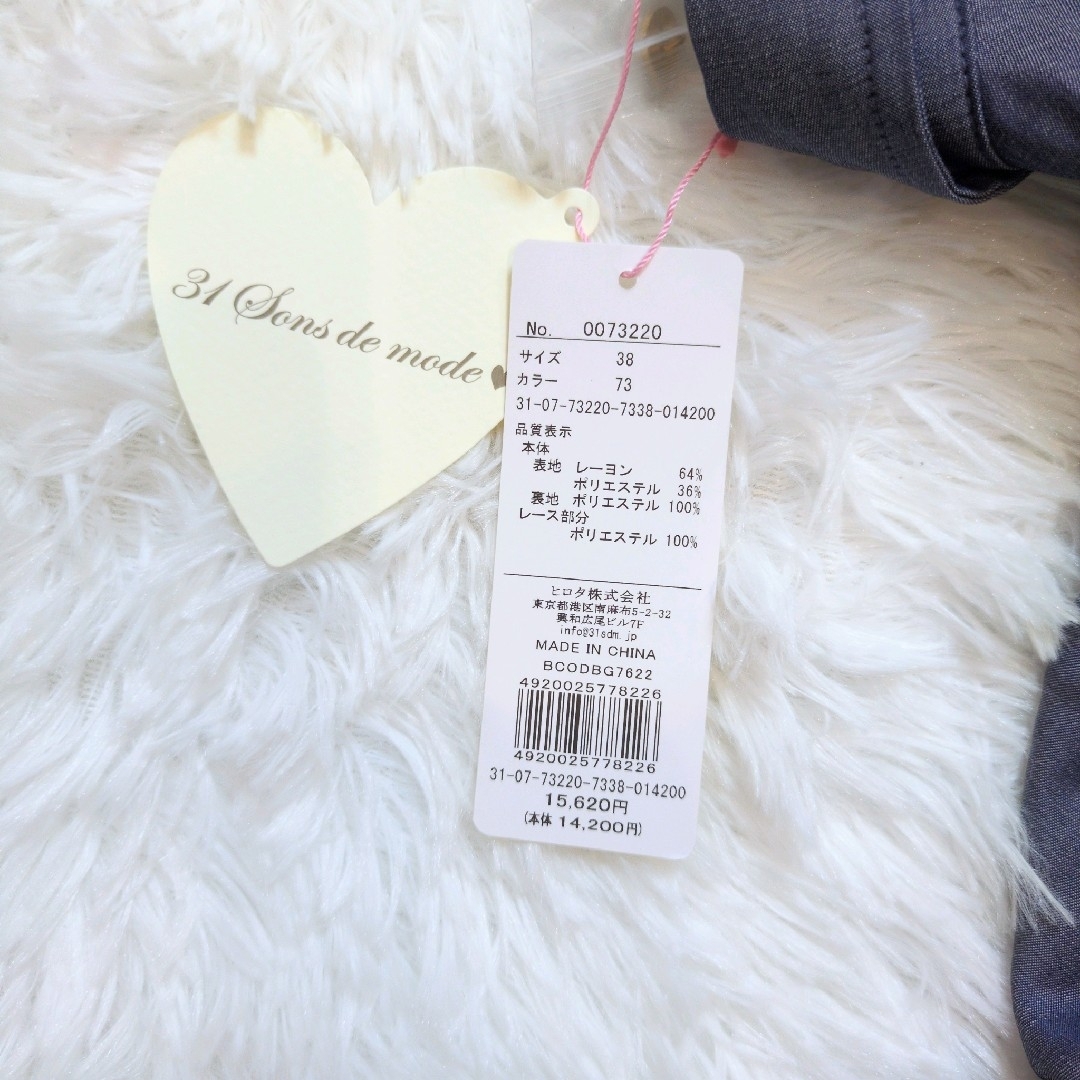 31 Sons de mode
No. 0073220
サイズ 38
カラー 73
31-07-73220-7338-014200
品質表示
本体
表地 レーヨン 64%
ポリエステル 36%
裏地 ポリエステル 100%
レース部分
ポリエステル 100%
ヒロタ株式会社
東京都港区南麻布5-2-32
興和広尾ビル7F
info@31sdm.jp
MADE IN CHINA
BCODBG7622
4920025778226
4920025778226
31-07-73220-7338-014200
15,620円
(本体 14,200円)